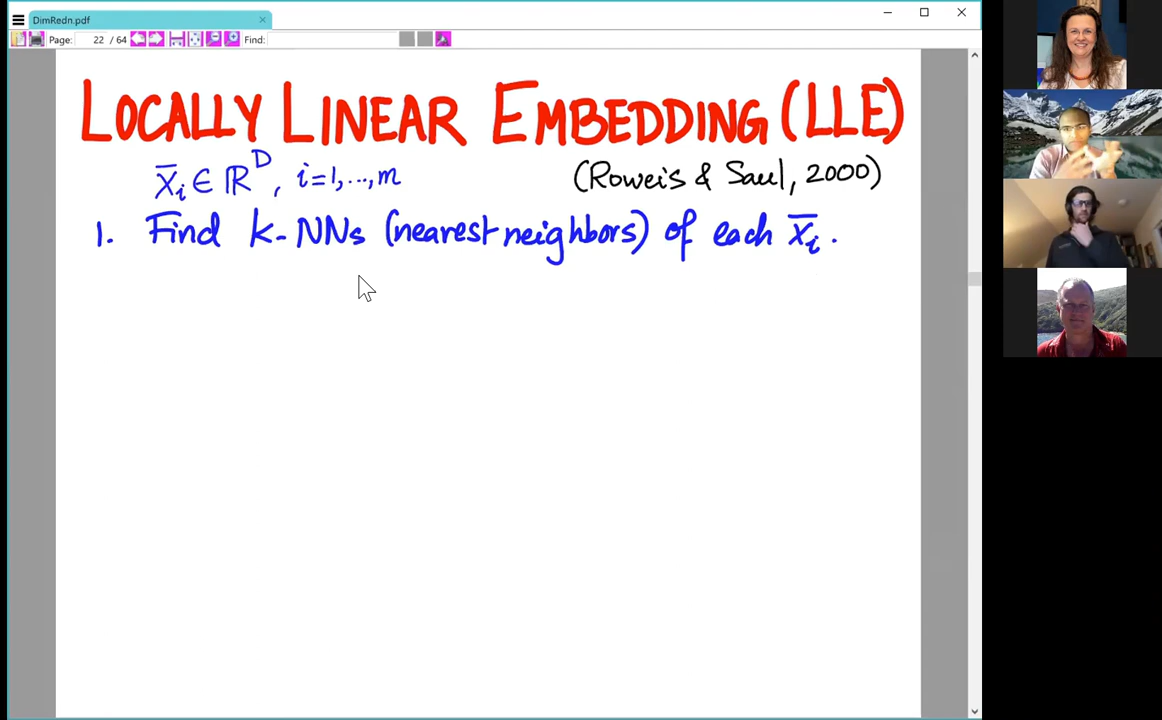 DimRedn.pdf
Page: 22 / 64 Find:
LOCALLY LINEAR EMBEDDING (LLE)
x̄ᵢ ∈ ℝᴰ, i=1,...,m
(Roweis & Saul, 2000)
1. Find k-NNs (nearest neighbors) of each x̄ᵢ.